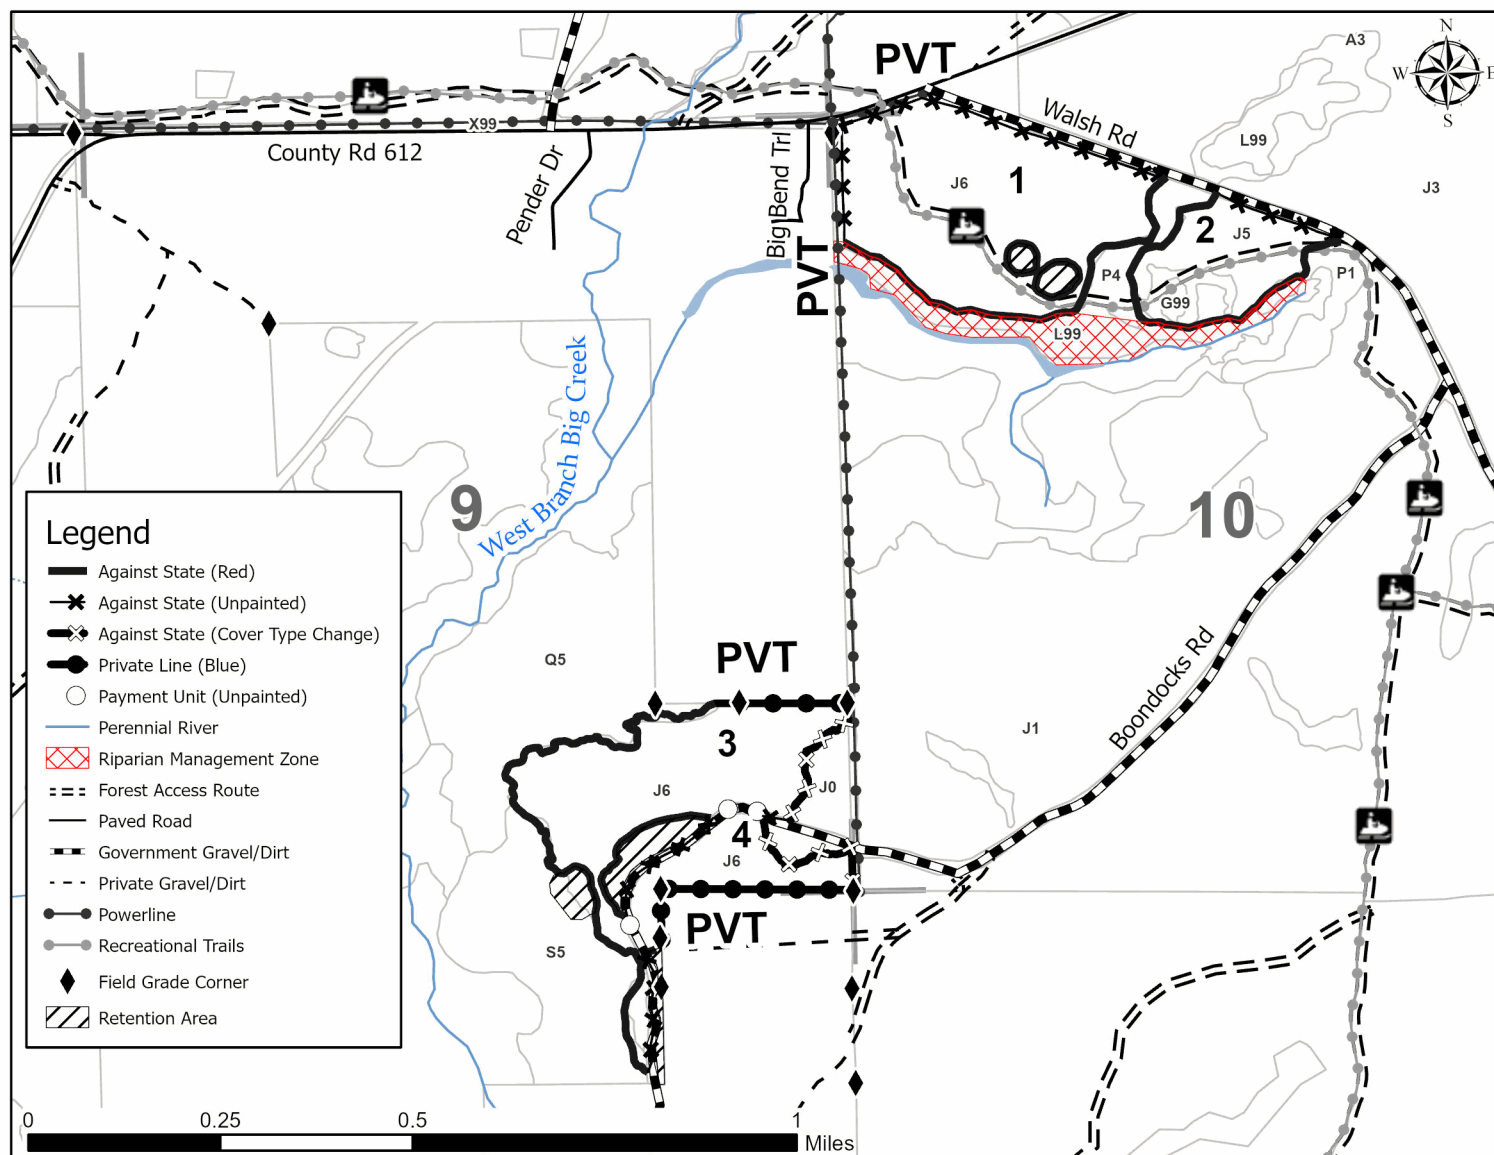 PVT
A3
N
W
E
S
X99
County Rd 612
Walsh Rd
L99
Pender Dr
Big Bend Trl
J6
1
J3
2
J5
PVT
P4
P1
G99
L99
West Branch Big Creek
9
10
Legend
Against State (Red)
Against State (Unpainted)
Against State (Cover Type Change)
Private Line (Blue)
Payment Unit (Unpainted)
Perennial River
Riparian Management Zone
Forest Access Route
Paved Road
Government Gravel/Dirt
Private Gravel/Dirt
Powerline
Recreational Trails
Field Grade Corner
Retention Area
Q5
PVT
Boondocks Rd
3
J1
J6
J0
4
J6
PVT
S5
0
0.25
0.5
1
Miles